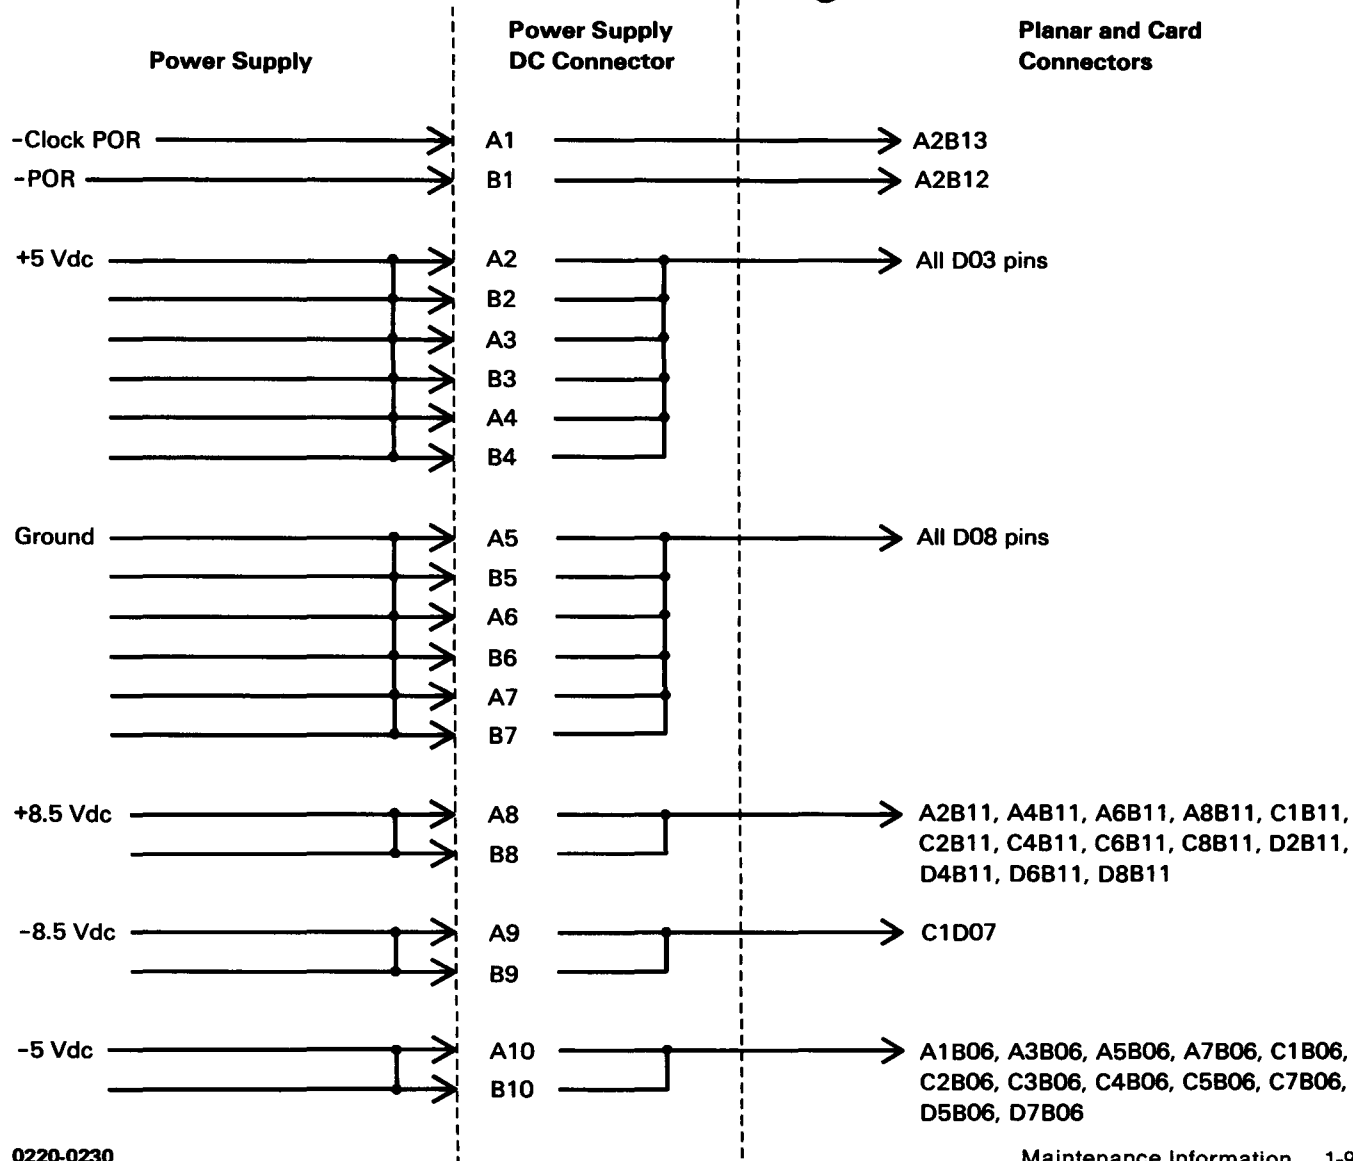 Power Supply
Power Supply
DC Connector
Planar and Card
Connectors
-Clock POR A1 A2B13
-POR B1 A2B12
+5 Vdc A2 All D03 pins
B2
A3
B3
A4
B4
Ground A5 All D08 pins
B5
A6
B6
A7
B7
+8.5 Vdc A8 A2B11, A4B11, A6B11, A8B11, C1B11,
B8 C2B11, C4B11, C6B11, C8B11, D2B11,
D4B11, D6B11, D8B11
-8.5 Vdc A9 C1D07
B9
-5 Vdc A10 A1B06, A3B06, A5B06, A7B06, C1B06,
B10 C2B06, C3B06, C4B06, C5B06, C7B06,
D5B06, D7B06
0220-0230 Maintenance Information 1-9